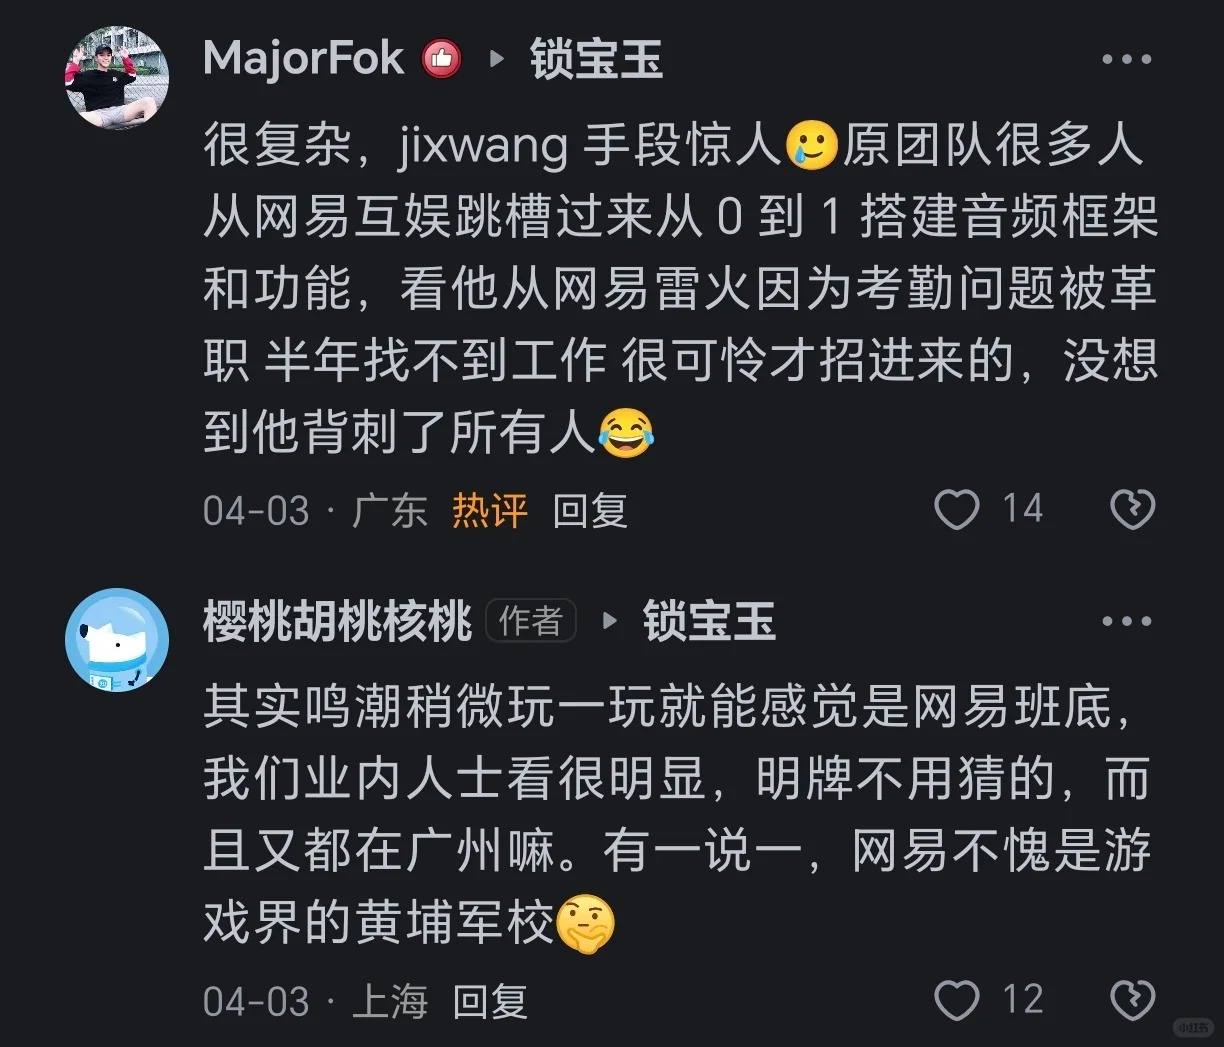 MajorFok 锁宝玉
很复杂，jixwang 手段惊人🥲原团队很多人
从网易互娱跳槽过来从 0 到 1 搭建音频框架
和功能，看他从网易雷火因为考勤问题被革
职 半年找不到工作 很可怜才招进来的，没想
到他背刺了所有人😂
04-03 · 广东 热评 回复 14
樱桃胡桃核桃 作者 锁宝玉
其实鸣潮稍微玩一玩就能感觉是网易班底，
我们业内人士看很明显，明牌不用猜的，而
且又都在广州嘛。有一说一，网易不愧是游
戏界的黄埔军校🤔
04-03 · 上海 回复 12
小红书